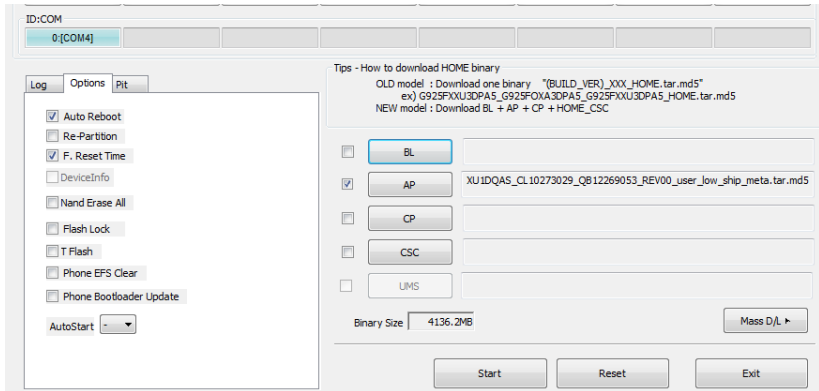 ID:COM
0:[COM4]
Log Options Pit
Auto Reboot
Re-Partition
F. Reset Time
DeviceInfo
Nand Erase All
Flash Lock
T Flash
Phone EFS Clear
Phone Bootloader Update
AutoStart -
Tips - How to download HOME binary
OLD model : Download one binary "(BUILD_VER)_XXX_HOME.tar.md5"
ex) G925FXXU3DPA5_G925FOXA3DPA5_G925FXXU3DPA5_HOME.tar.md5
NEW model : Download BL + AP + CP + HOME_CSC
BL
AP XU1DQAS_CL10273029_QB12269053_REV00_user_low_ship_meta.tar.md5
CP
CSC
UMS
Binary Size 4136.2MB
Mass D/L
Start Reset Exit